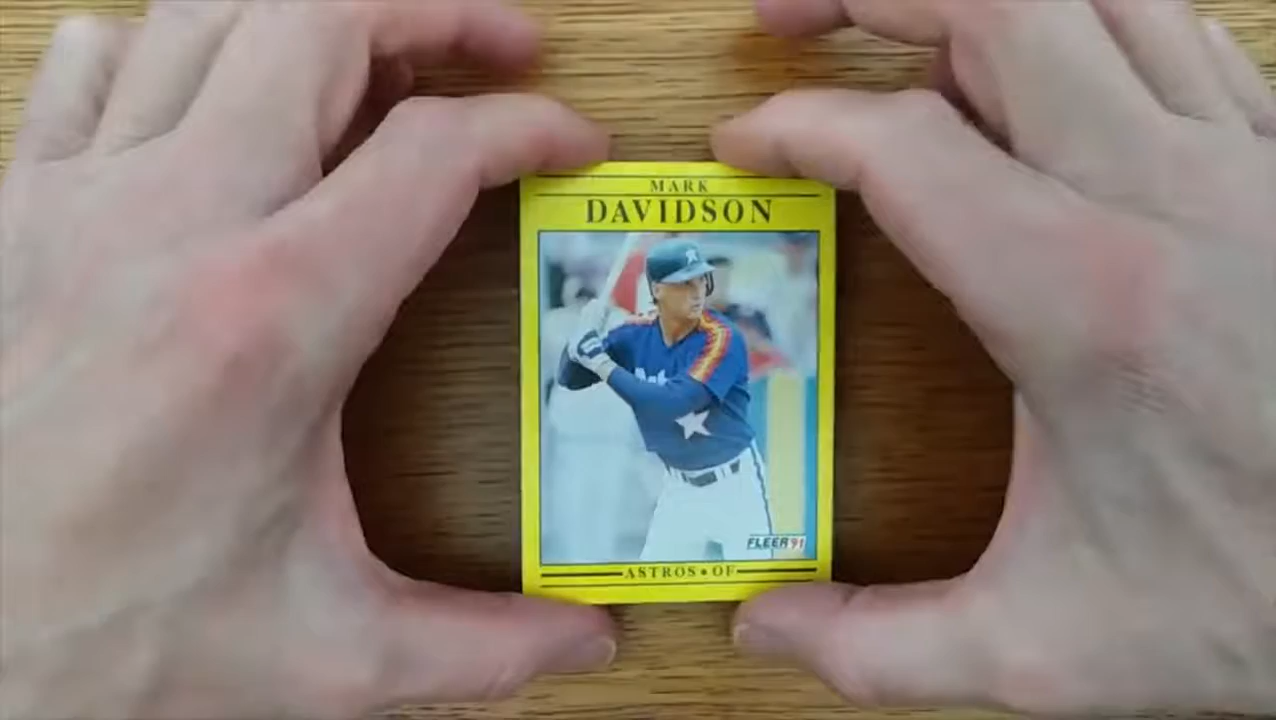 MARK
DAVIDSON
FLEER 91
ASTROS • OF